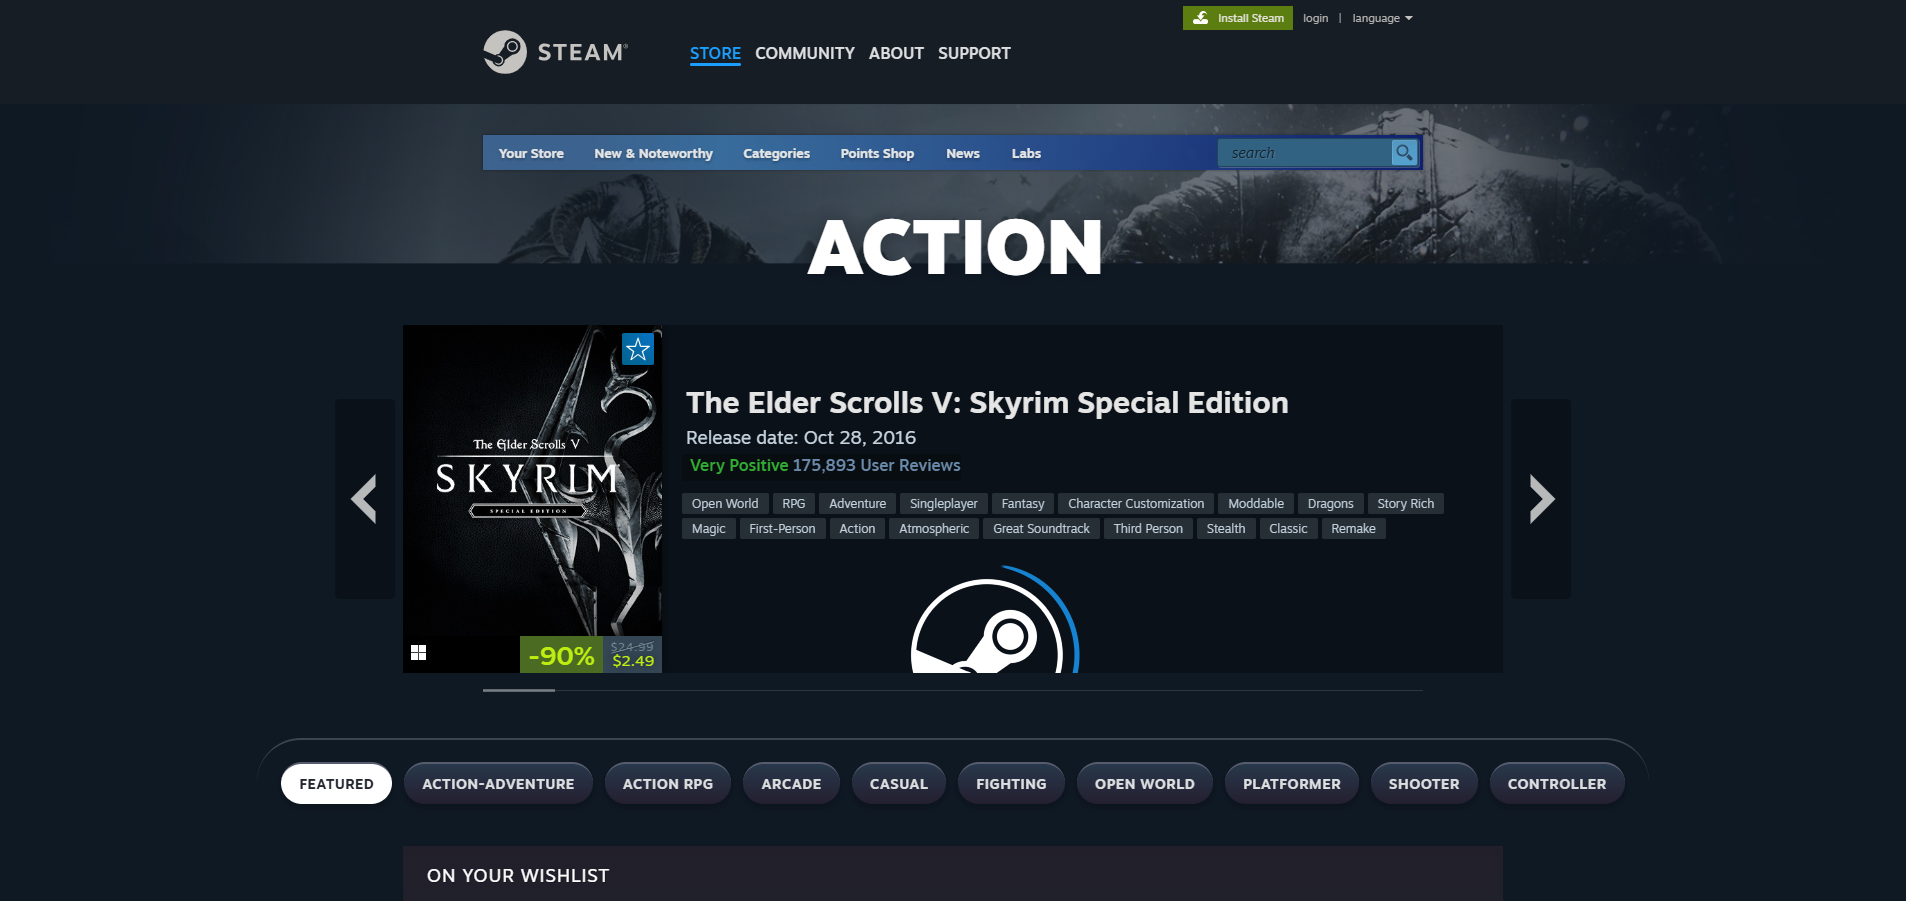 Install Steam login | language
STEAM®
STORE COMMUNITY ABOUT SUPPORT
Your Store New & Noteworthy Categories Points Shop News Labs search
ACTION
The Elder Scrolls V: Skyrim Special Edition
Release date: Oct 28, 2016
Very Positive 175,893 User Reviews
Open World RPG Adventure Singleplayer Fantasy Character Customization Moddable Dragons Story Rich
Magic First-Person Action Atmospheric Great Soundtrack Third Person Stealth Classic Remake
The Elder Scrolls V
SKYRIM
SPECIAL EDITION
-90% $24.99
$2.49
FEATURED ACTION-ADVENTURE ACTION RPG ARCADE CASUAL FIGHTING OPEN WORLD PLATFORMER SHOOTER CONTROLLER
ON YOUR WISHLIST